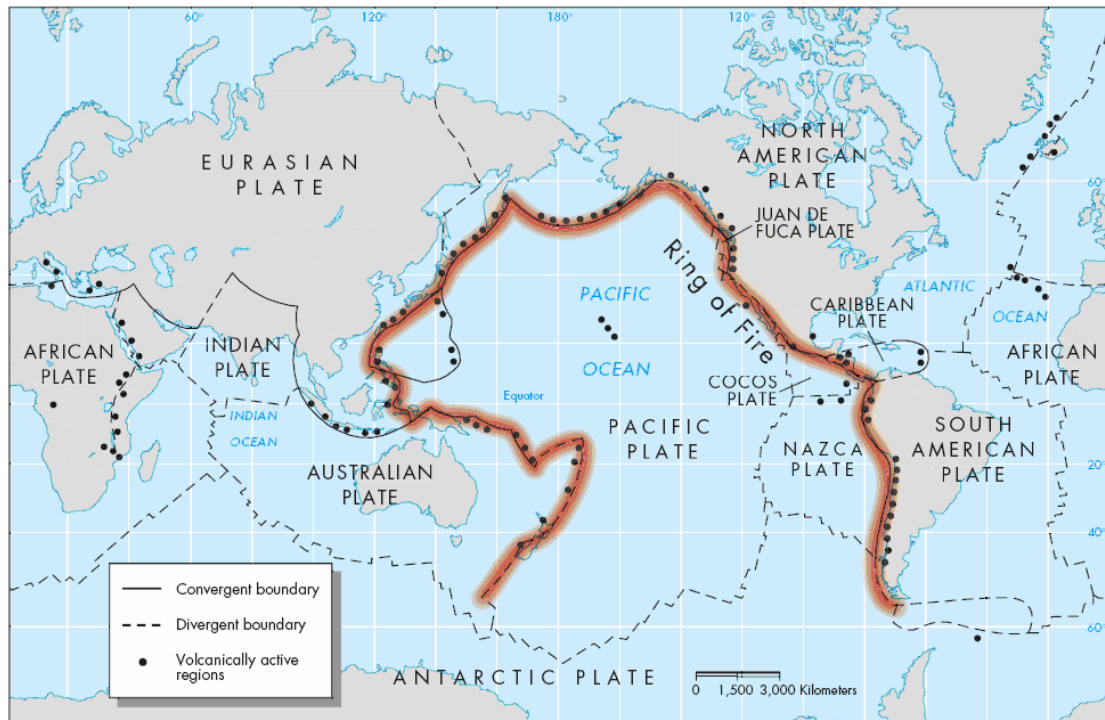 60°
120°
180°
120°
60°
EURASIAN
PLATE
NORTH
AMERICAN
PLATE
60°
JUAN DE
FUCA PLATE
Ring of Fire
PACIFIC
OCEAN
ATLANTIC
OCEAN
CARIBBEAN
PLATE
AFRICAN
PLATE
INDIAN
PLATE
AFRICAN
PLATE
COCOS
PLATE
Equator
INDIAN
OCEAN
PACIFIC
PLATE
NAZCA
PLATE
SOUTH
AMERICAN
PLATE
AUSTRALIAN
PLATE
20°
40°
60°
Convergent boundary
Divergent boundary
Volcanically active
regions
ANTARCTIC PLATE
0 1,500 3,000 Kilometers